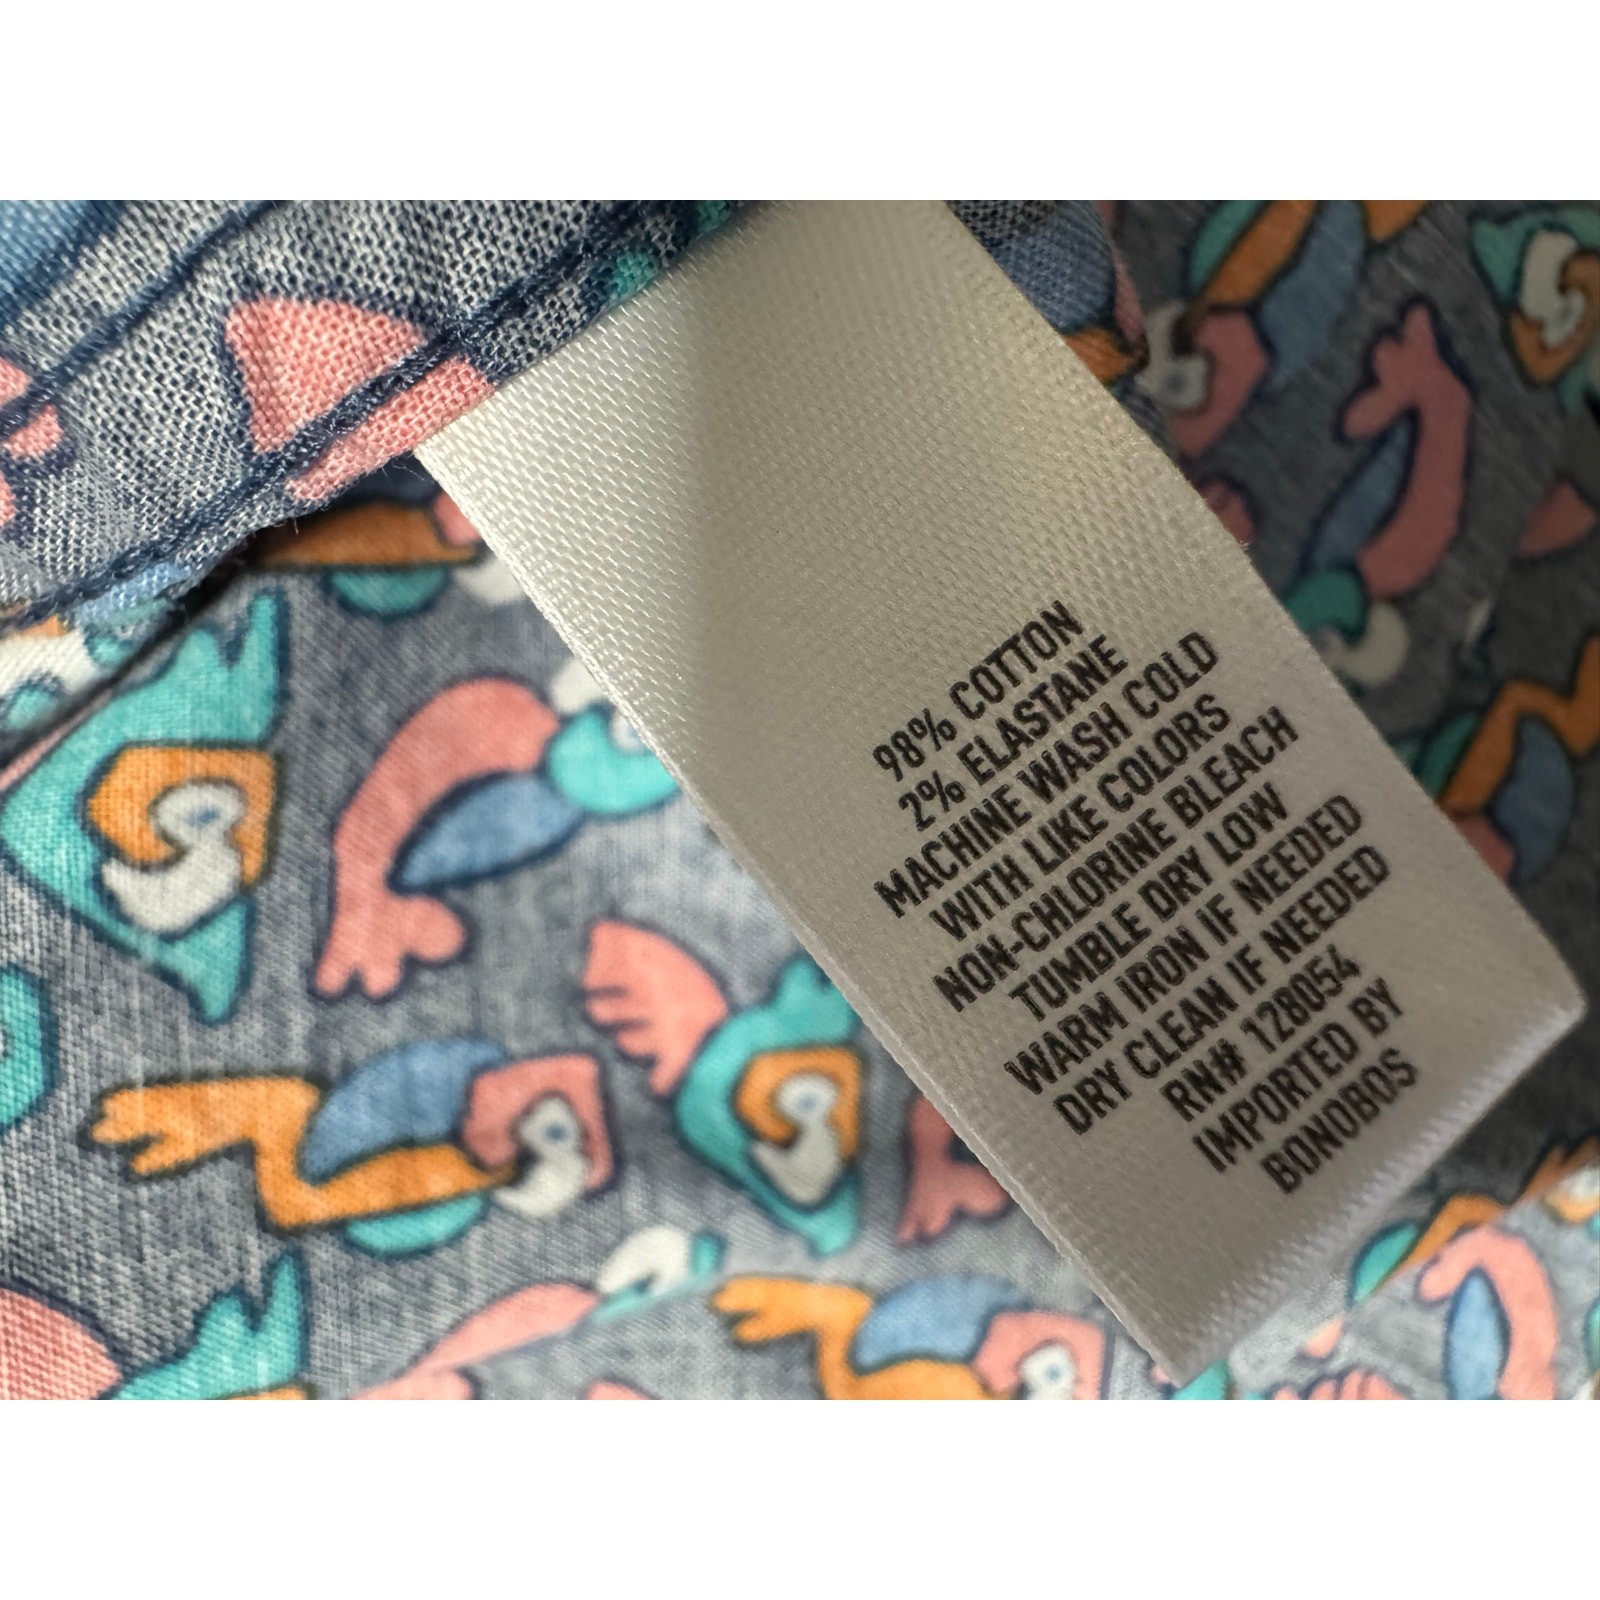 98% COTTON
2% ELASTANE
MACHINE WASH COLD
WITH LIKE COLORS
NON-CHLORINE BLEACH
TUMBLE DRY LOW
WARM IRON IF NEEDED
DRY CLEAN IF NEEDED
RN# 128054
IMPORTED BY
BONOBOS